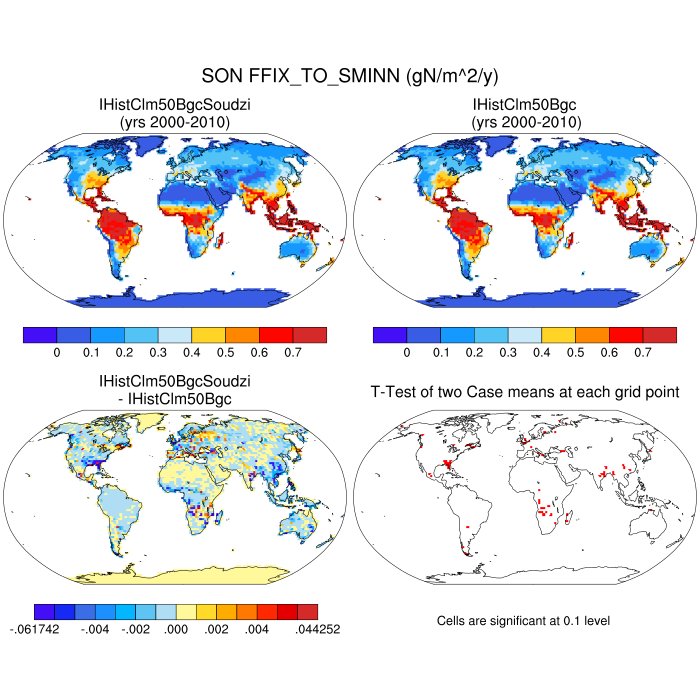 SON FFIX_TO_SMINN (gN/m^2/y)
IHistClm50BgcSoudzi
(yrs 2000-2010)
IHistClm50Bgc
(yrs 2000-2010)
0 0.1 0.2 0.3 0.4 0.5 0.6 0.7
0 0.1 0.2 0.3 0.4 0.5 0.6 0.7
IHistClm50BgcSoudzi
- IHistClm50Bgc
T-Test of two Case means at each grid point
-.061742 -.004 -.002 .000 .002 .004 .044252
Cells are significant at 0.1 level